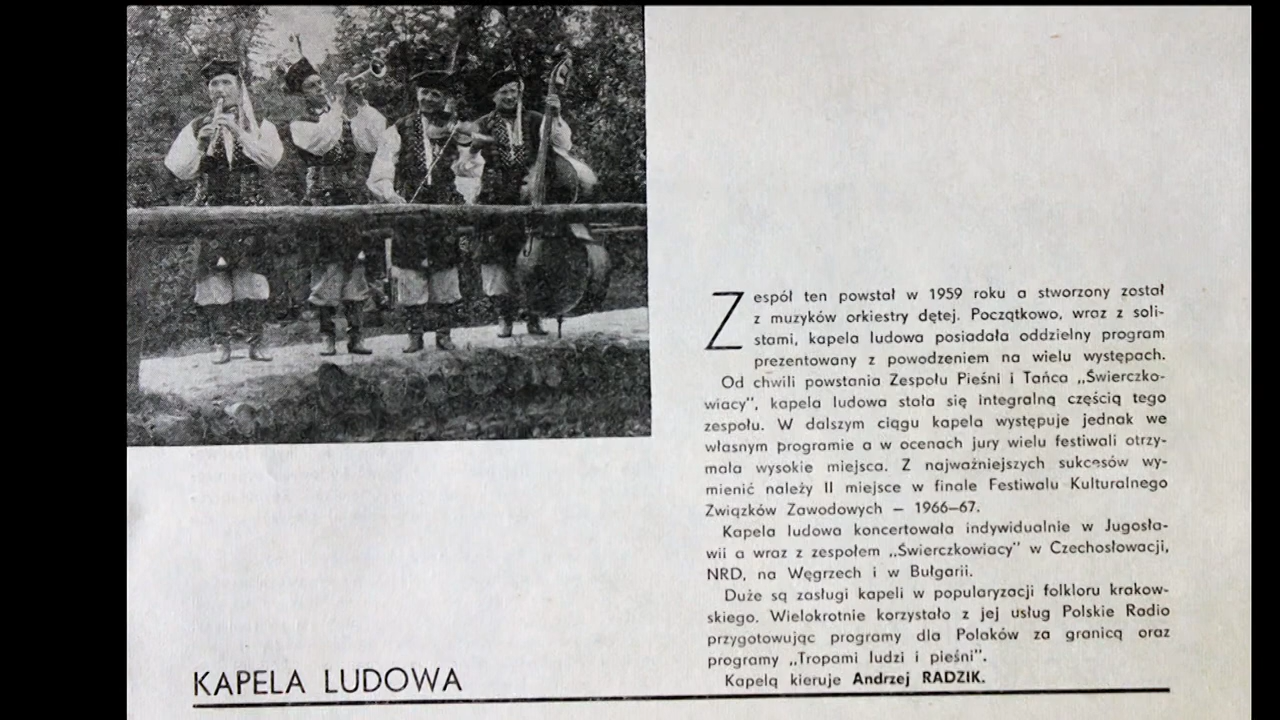 Zespół ten powstał w 1959 roku a stworzony został
z muzyków orkiestry dętej. Początkowo, wraz z soli-
stami, kapela ludowa posiadała oddzielny program
prezentowany z powodzeniem na wielu występach.
Od chwili powstania Zespołu Pieśni i Tańca „Świerczko-
wiacy", kapela ludowa stała się integralną częścią tego
zespołu. W dalszym ciągu kapela występuje jednak we
własnym programie a w ocenach jury wielu festiwali otrzy-
mała wysokie miejsca. Z najważniejszych sukcesów wy-
mienić należy II miejsce w finale Festiwalu Kulturalnego
Związków Zawodowych – 1966–67.
Kapela ludowa koncertowała indywidualnie w Jugosła-
wii a wraz z zespołem „Świerczkowiacy" w Czechosłowacji,
NRD, na Węgrzech i w Bułgarii.
Duże są zasługi kapeli w popularyzacji folkloru krakow-
skiego. Wielokrotnie korzystało z jej usług Polskie Radio
przygotowując programy dla Polaków za granicą oraz
programy „Tropami ludzi i pieśni".
Kapelą kieruje Andrzej RADZIK.
KAPELA LUDOWA